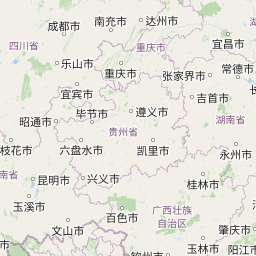 成都市
南充市
达州市
宜昌市
四川省
重庆市
常德市
乐山市
重庆市
张家界市
宜宾市
吉首市
昭通市
毕节市
遵义市
湖南省
贵州省
枝花市
六盘水市
凯里市
永州市
南省
昆明市
兴义市
桂林市
玉溪市
百色市
广西壮族
自治区
肇庆市
文山市
玉林市
阳江市
钦州市